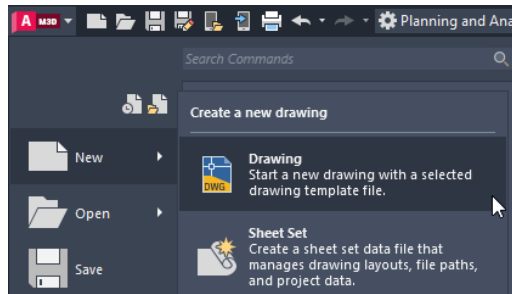 A M3D Planning and Ana
Search Commands
Create a new drawing
New
Drawing
Start a new drawing with a selected
drawing template file.
DWG
Open
Sheet Set
Create a sheet set data file that
manages drawing layouts, file paths,
and project data.
Save